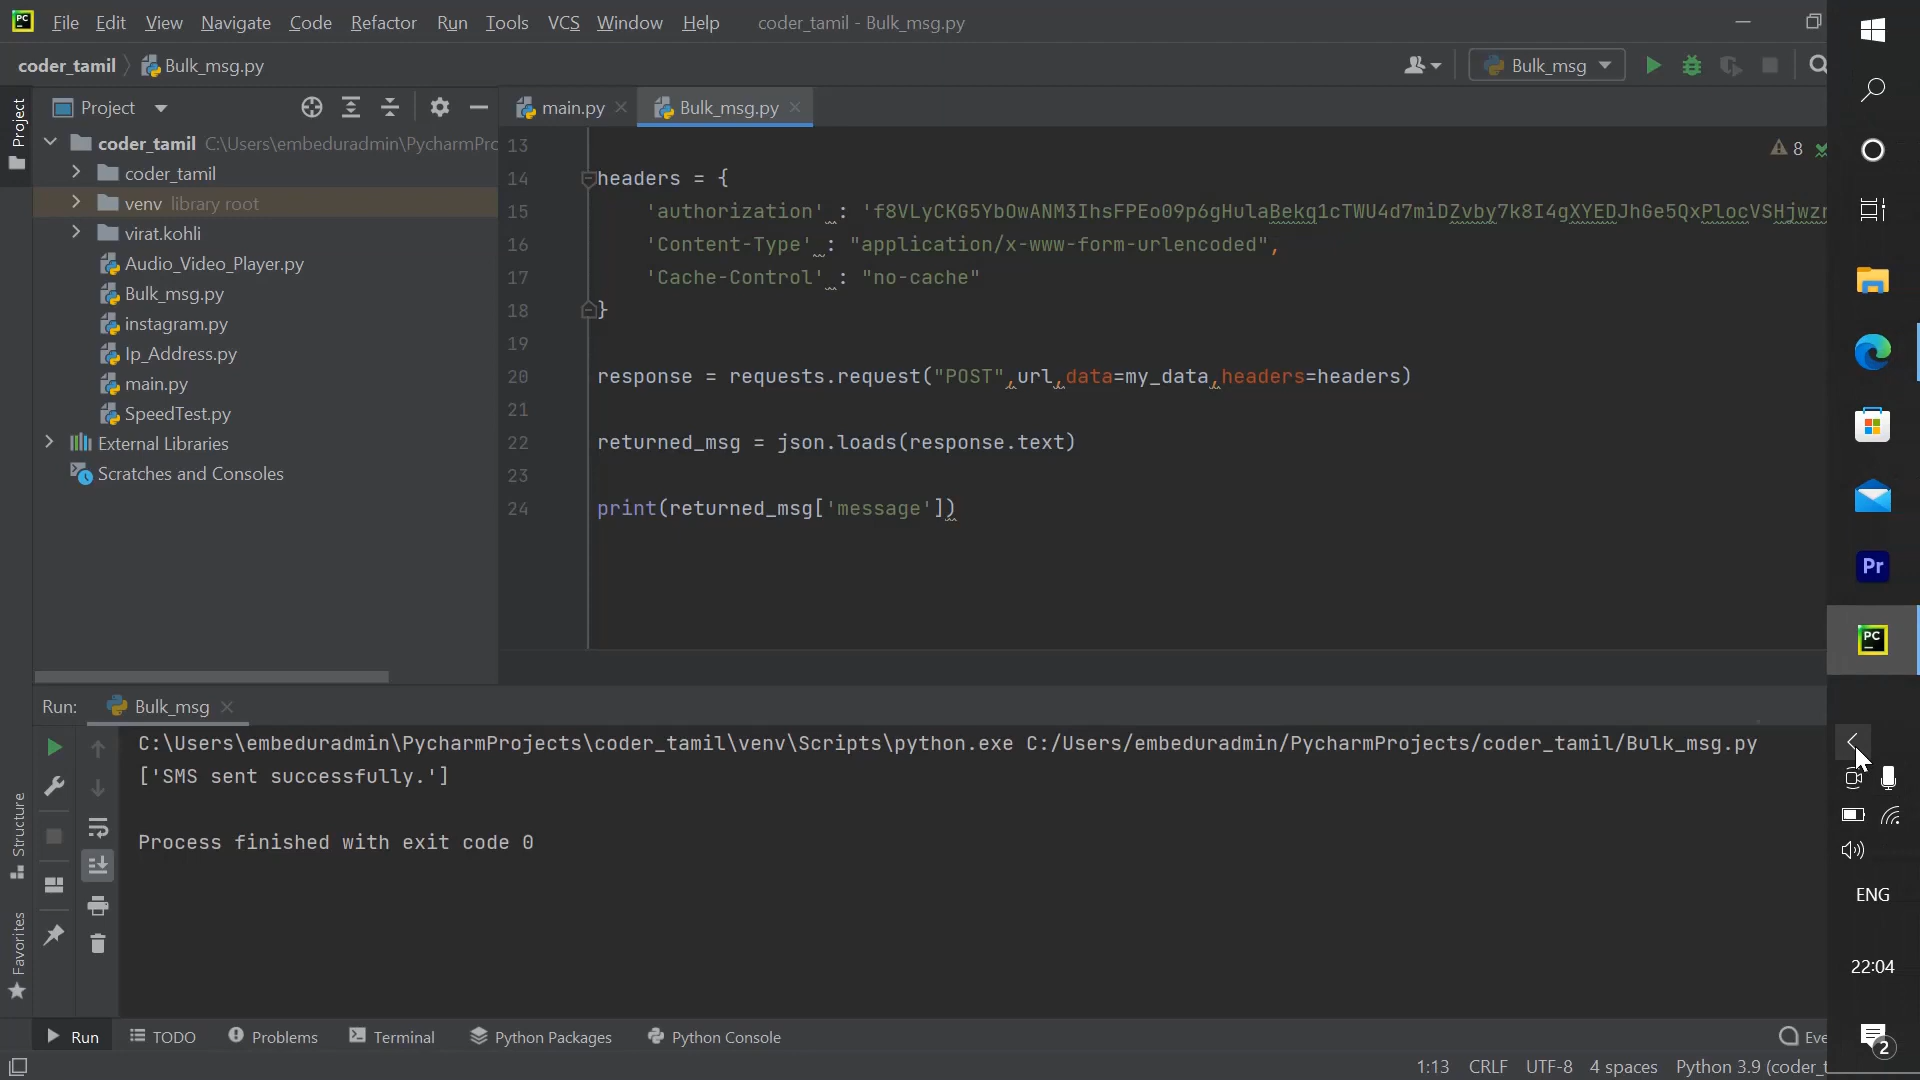 File Edit View Navigate Code Refactor Run Tools VCS Window Help coder_tamil - Bulk_msg.py
coder_tamil Bulk_msg.py
Bulk_msg
Project
Project
main.py Bulk_msg.py
coder_tamil C:\Users\embeduradmin\PycharmPro
coder_tamil
venv library root
virat.kohli
Audio_Video_Player.py
Bulk_msg.py
instagram.py
Ip_Address.py
main.py
SpeedTest.py
External Libraries
Scratches and Consoles
8
13
14 headers = {
15 'authorization' : 'f8VLyCKG5YbOwANM3IhsFPEo09p6gHulaBekq1cTWU4d7miDZvby7k8I4gXYEDJhGe5QxPlocVSHjwzr
16 'Content-Type' : "application/x-www-form-urlencoded",
17 'Cache-Control' : "no-cache"
18 }
19
20 response = requests.request("POST",url,data=my_data,headers=headers)
21
22 returned_msg = json.loads(response.text)
23
24 print(returned_msg['message'])
Run: Bulk_msg
C:\Users\embeduradmin\PycharmProjects\coder_tamil\venv\Scripts\python.exe C:/Users/embeduradmin/PycharmProjects/coder_tamil/Bulk_msg.py
['SMS sent successfully.']
Process finished with exit code 0
Structure
Favorites
Run TODO Problems Terminal Python Packages Python Console Eve
1:13 CRLF UTF-8 4 spaces Python 3.9 (coder_t
Pr
PC
ENG
22:04
2